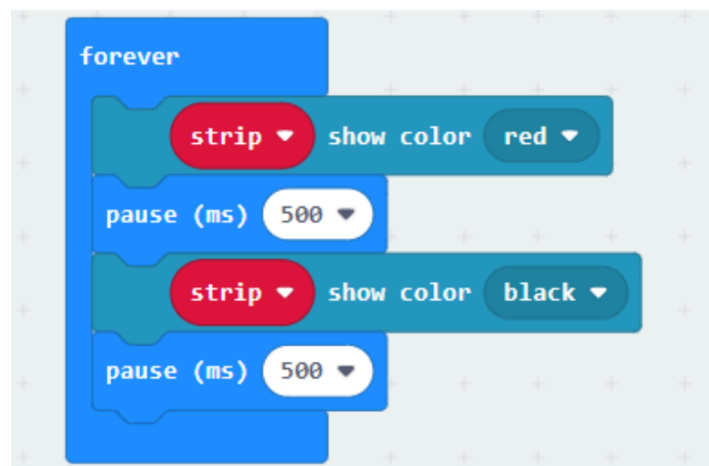 forever
strip show color red
pause (ms) 500
strip show color black
pause (ms) 500